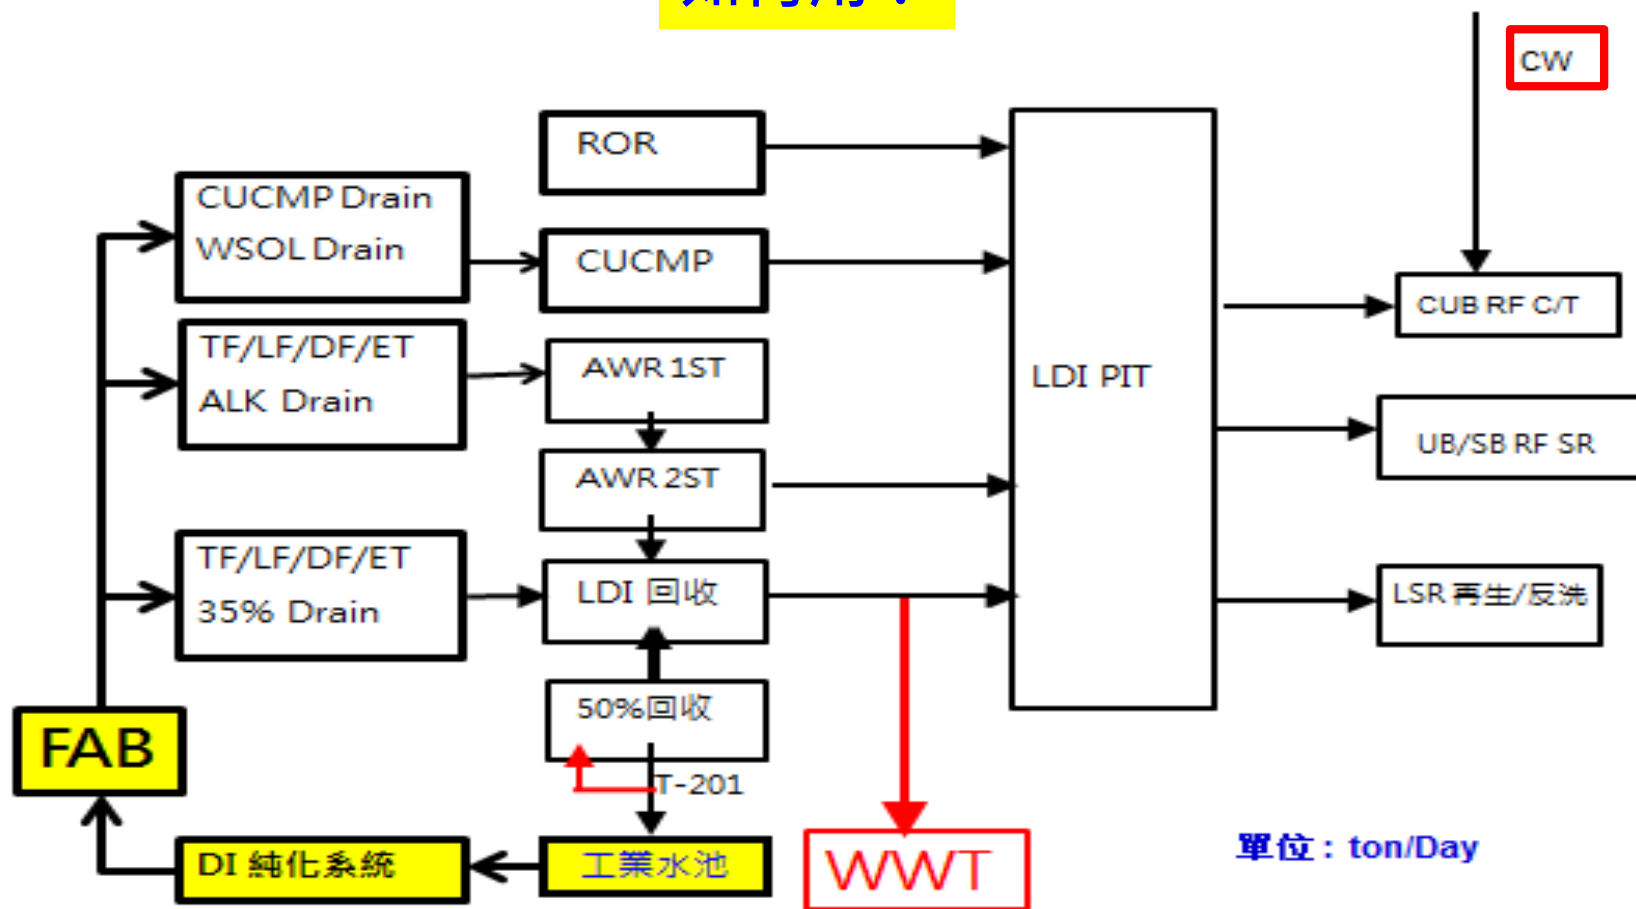 如何用？
CW
ROR
CUCMP Drain
WSOL Drain
CUCMP
CUB RF C/T
TF/LF/DF/ET
ALK Drain
AWR 1ST
LDI PIT
AWR 2ST
UB/SB RF SR
TF/LF/DF/ET
35% Drain
LDI 回收
LSR 再生/反洗
50%回收
FAB
T-201
DI 純化系統
工業水池
WWT
單位 : ton/Day